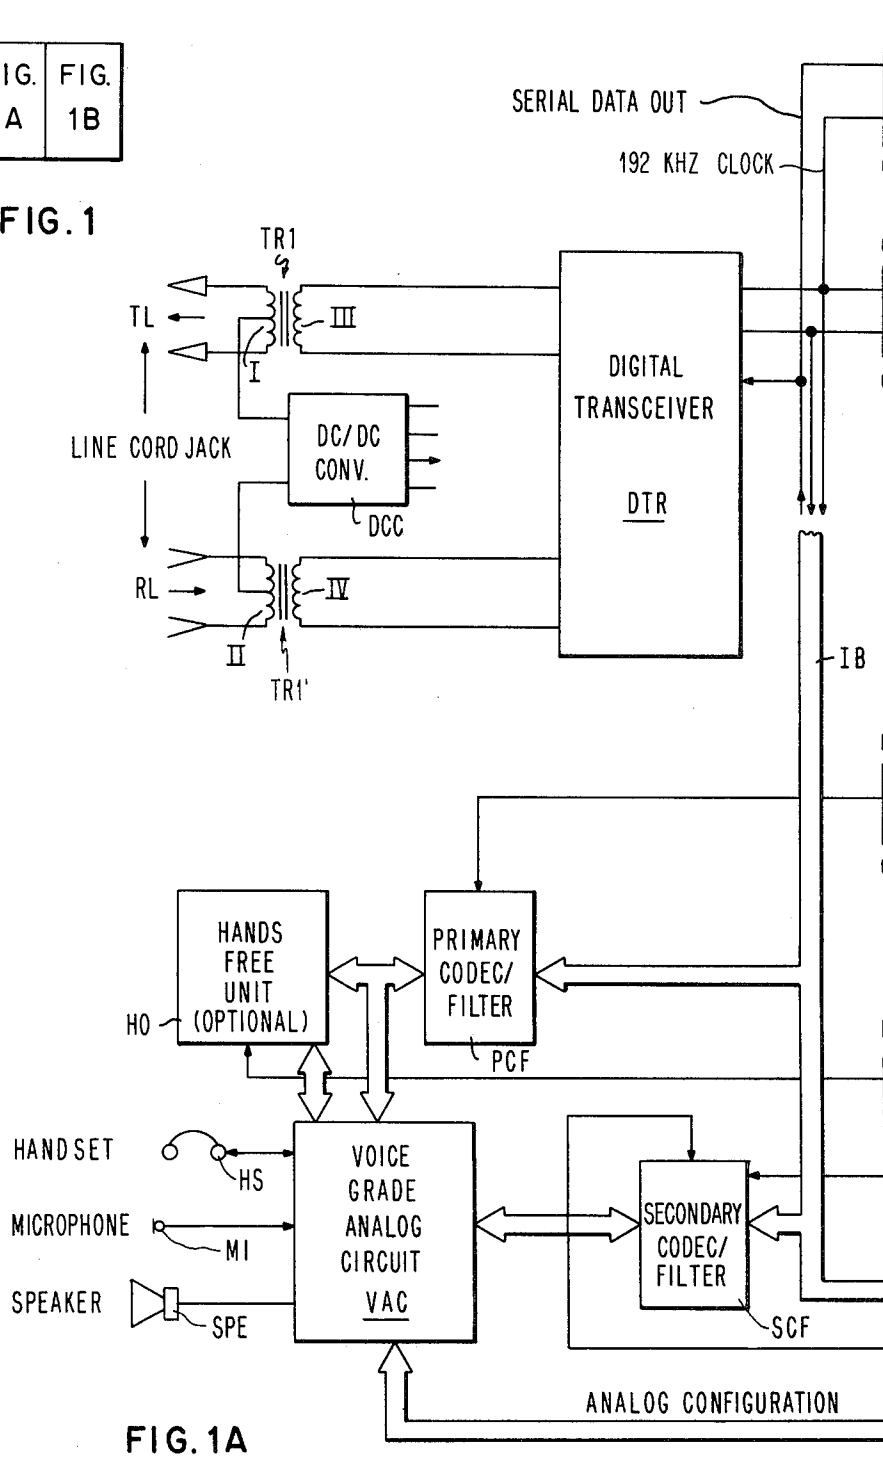 IG. FIG.
A 1B
FIG. 1
SERIAL DATA OUT
192 KHZ CLOCK
TR1
TL
III
I
DIGITAL
TRANSCEIVER
DTR
LINE CORD JACK
DC/DC
CONV.
DCC
RL
IV
II
TR1'
IB
HANDS
FREE
UNIT
(OPTIONAL)
HO
PRIMARY
CODEC/
FILTER
PCF
HANDSET
HS
MICROPHONE
MI
SPEAKER
SPE
VOICE
GRADE
ANALOG
CIRCUIT
VAC
SECONDARY
CODEC/
FILTER
SCF
ANALOG CONFIGURATION
FIG. 1A